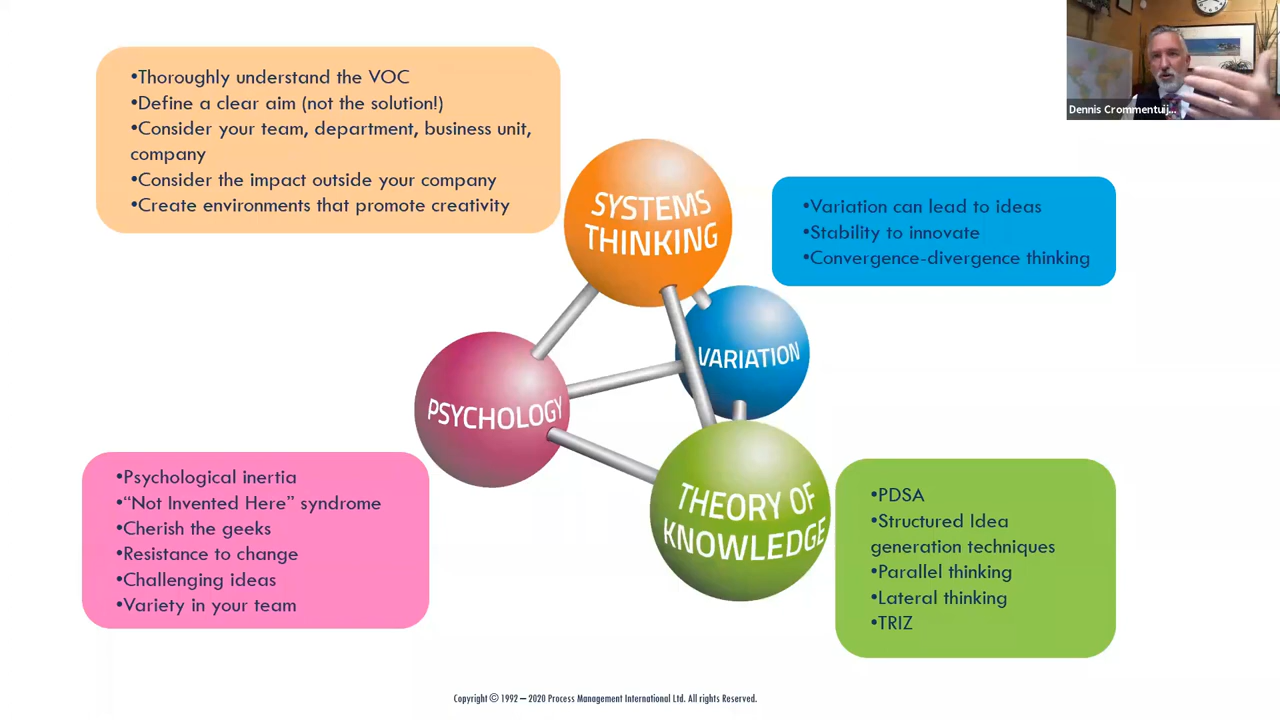 •Thoroughly understand the VOC
•Define a clear aim (not the solution!)
•Consider your team, department, business unit,
company
•Consider the impact outside your company
•Create environments that promote creativity
Dennis Crommentuij...
SYSTEMS
THINKING
•Variation can lead to ideas
•Stability to innovate
•Convergence-divergence thinking
VARIATION
PSYCHOLOGY
•Psychological inertia
•“Not Invented Here” syndrome
•Cherish the geeks
•Resistance to change
•Challenging ideas
•Variety in your team
THEORY OF
KNOWLEDGE
•PDSA
•Structured Idea
generation techniques
•Parallel thinking
•Lateral thinking
•TRIZ
Copyright © 1992 – 2020 Process Management International Ltd. All rights Reserved.